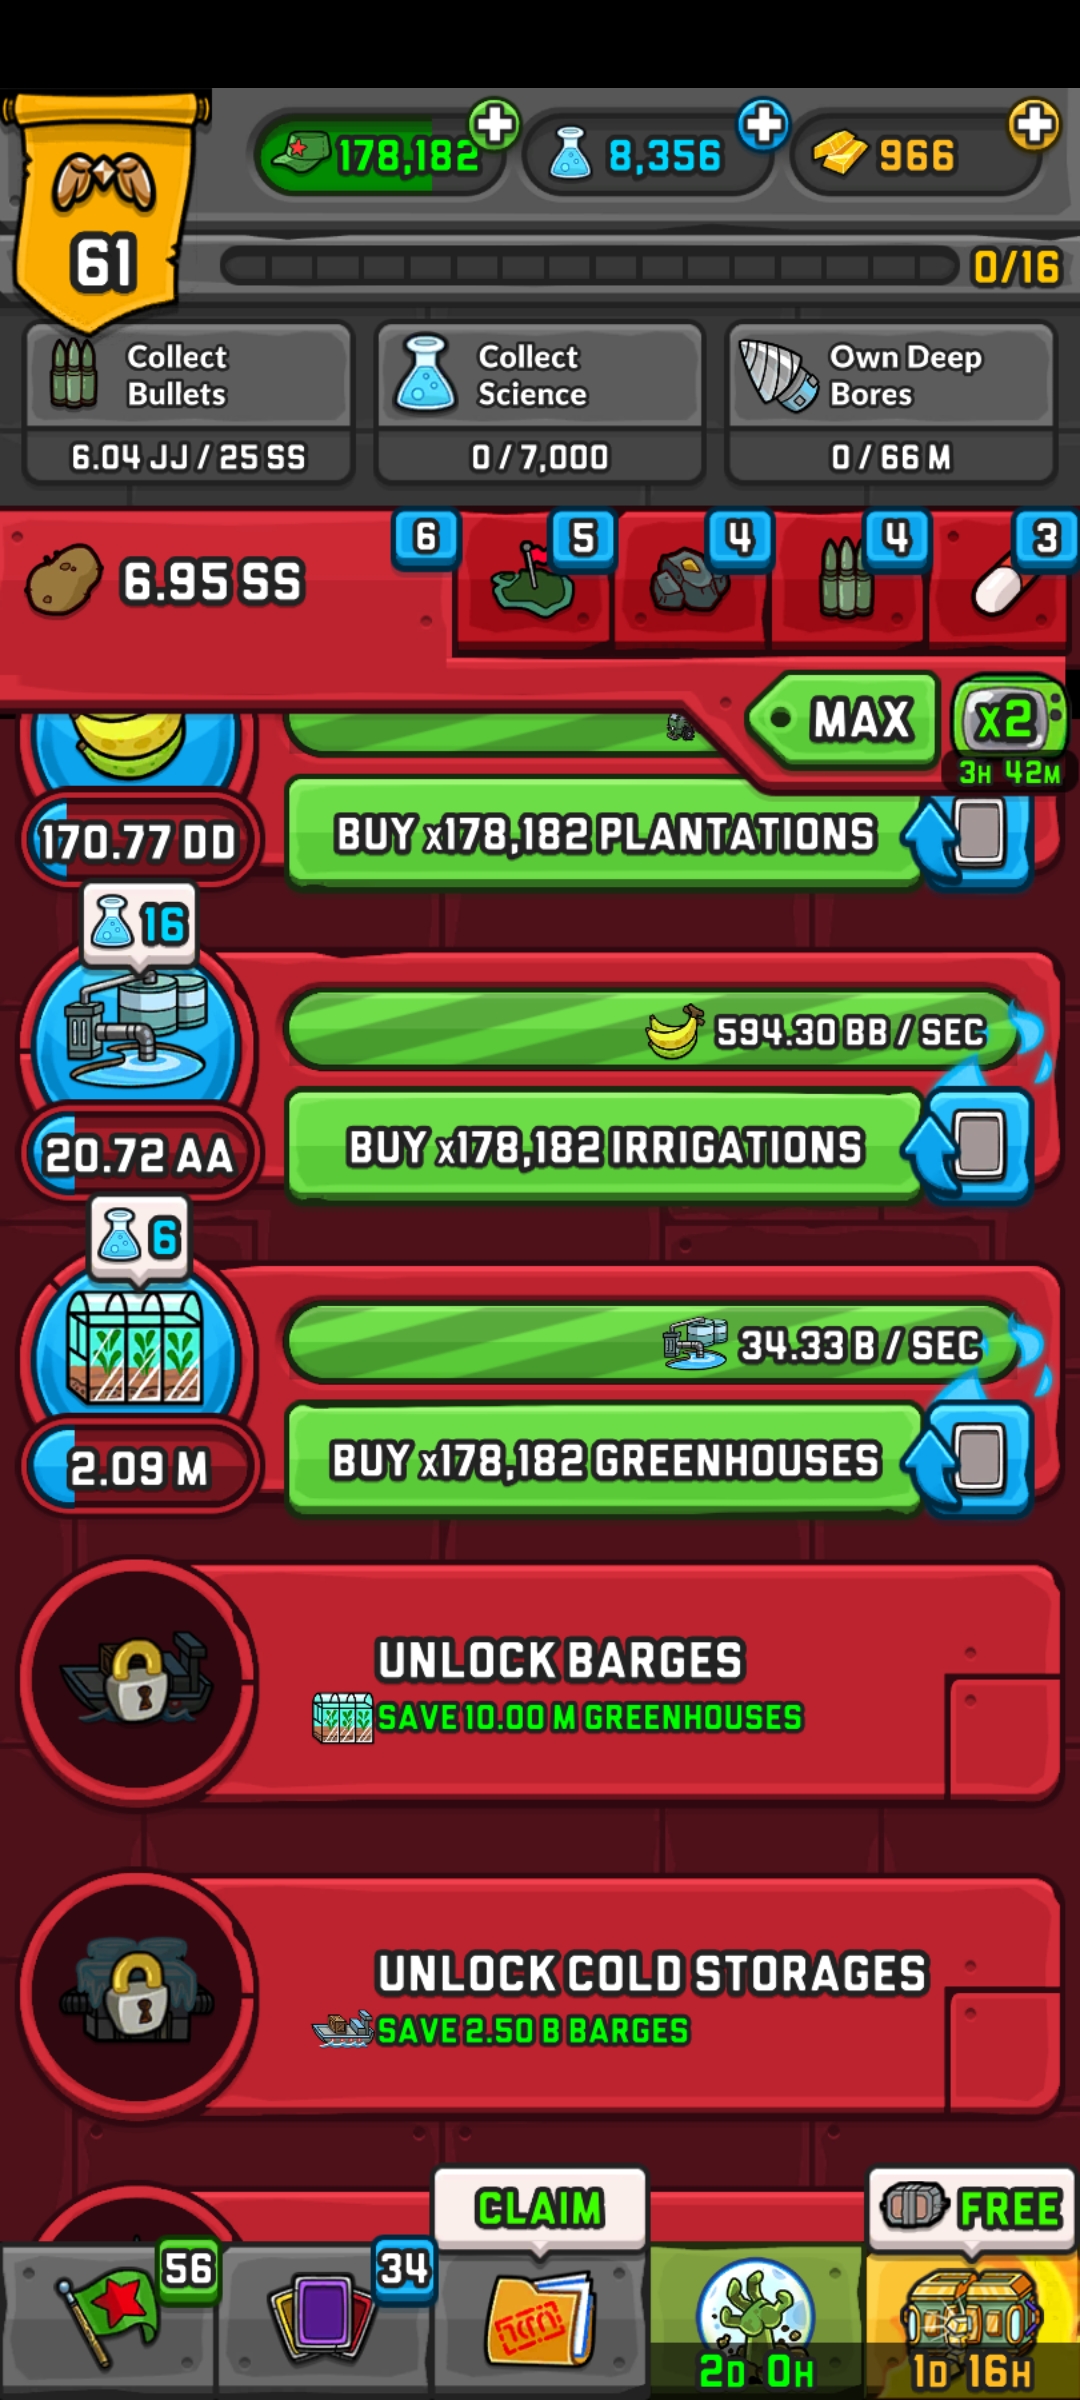 178,182
8,356
966
61
0/16
Collect
Bullets
6.04 JJ / 25 SS
Collect
Science
0 / 7,000
Own Deep
Bores
0 / 66 M
6.95 SS
6
5
4
4
3
MAX
x2
3H 42M
170.77 DD
BUY x178,182 PLANTATIONS
16
594.30 BB / SEC
20.72 AA
BUY x178,182 IRRIGATIONS
6
34.33 B / SEC
2.09 M
BUY x178,182 GREENHOUSES
UNLOCK BARGES
SAVE 10.00 M GREENHOUSES
UNLOCK COLD STORAGES
SAVE 2.50 B BARGES
CLAIM
FREE
56
34
2D 0H
1D 16H